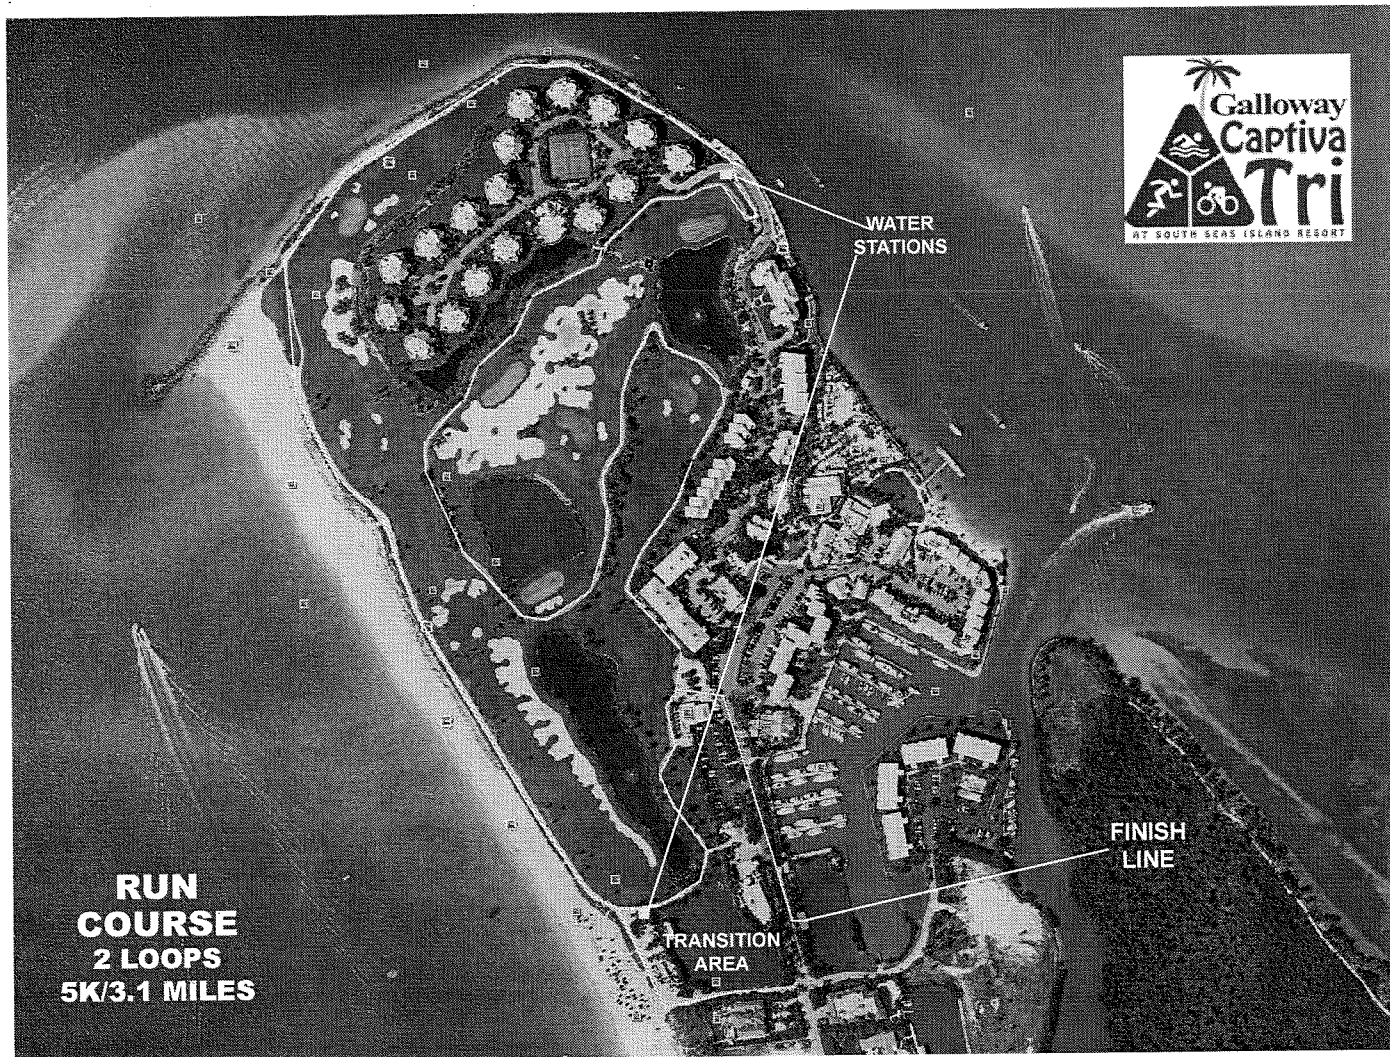 Galloway
Captiva
Tri
AT SOUTH SEAS ISLAND RESORT
WATER
STATIONS
FINISH
LINE
RUN
COURSE
2 LOOPS
5K/3.1 MILES
TRANSITION
AREA